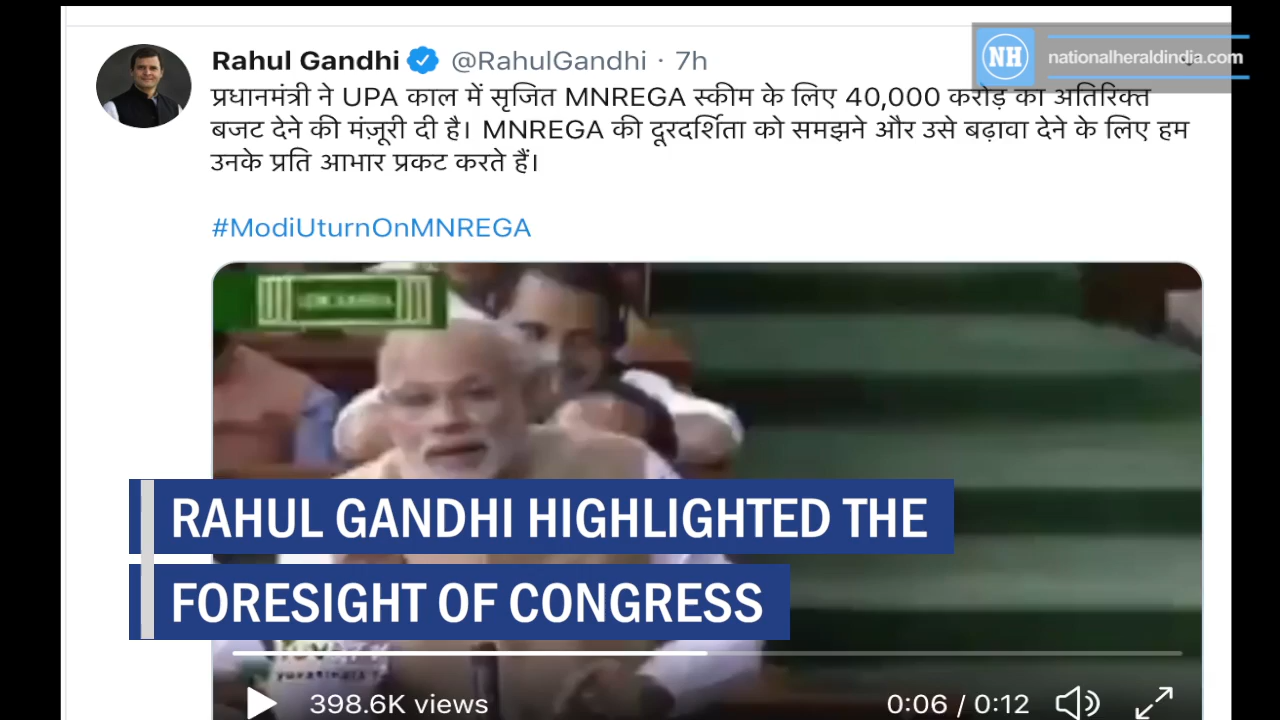 Rahul Gandhi @RahulGandhi · 7h
NH nationalheraldindia.com
प्रधानमंत्री ने UPA काल में सृजित MNREGA स्कीम के लिए 40,000 करोड़ का अतिरिक्त
बजट देने की मंज़ूरी दी है। MNREGA की दूरदर्शिता को समझने और उसे बढ़ावा देने के लिए हम
उनके प्रति आभार प्रकट करते हैं।
#ModiUturnOnMNREGA
RAHUL GANDHI HIGHLIGHTED THE
FORESIGHT OF CONGRESS
398.6K views 0:06 / 0:12